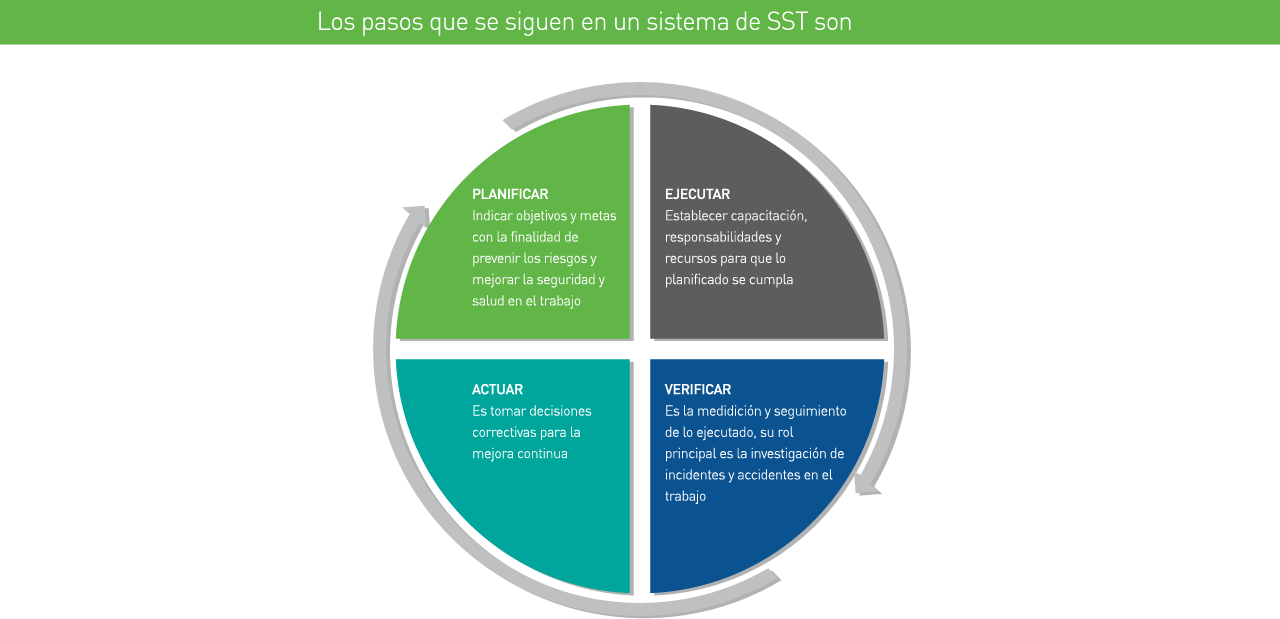 Los pasos que se siguen en un sistema de SST son
PLANIFICAR
Indicar objetivos y metas
con la finalidad de
prevenir los riesgos y
mejorar la seguridad y
salud en el trabajo
EJECUTAR
Establecer capacitación,
responsabilidades y
recursos para que lo
planificado se cumpla
ACTUAR
Es tomar decisiones
correctivas para la
mejora continua
VERIFICAR
Es la medidición y seguimiento
de lo ejecutado, su rol
principal es la investigación de
incidentes y accidentes en el
trabajo